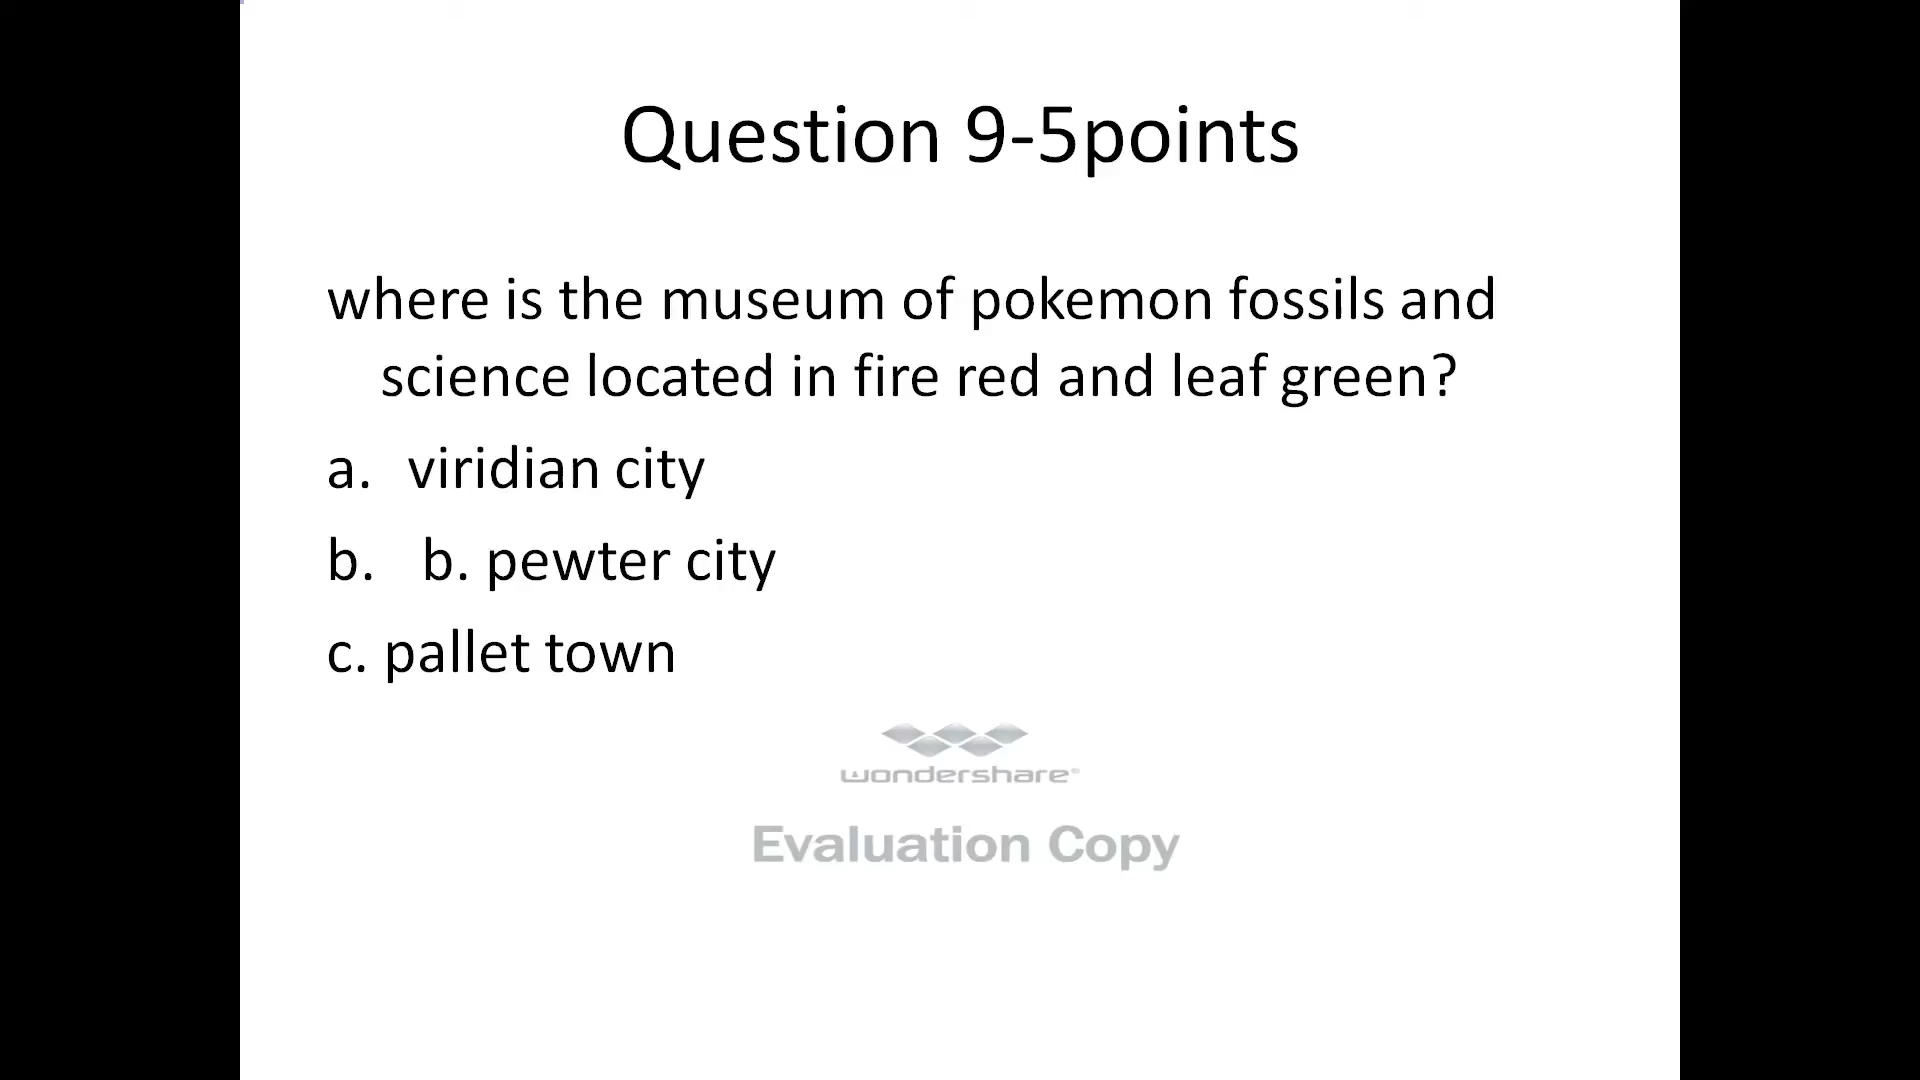 Question 9-5points
where is the museum of pokemon fossils and
science located in fire red and leaf green?
a. viridian city
b. b. pewter city
c. pallet town
wondershare®
Evaluation Copy